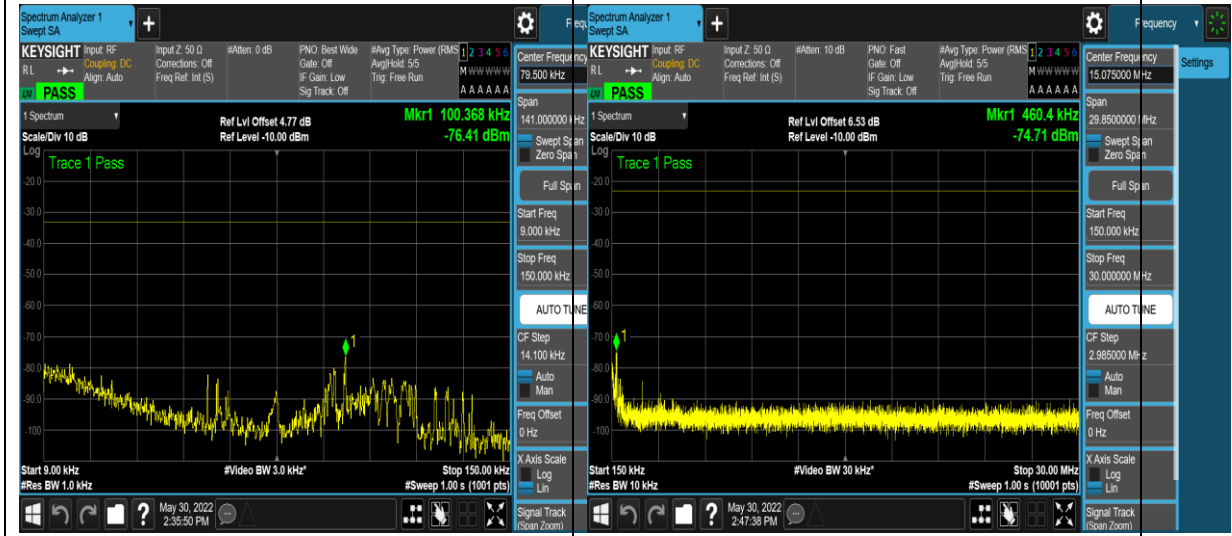 Spectrum Analyzer 1
Swept SA
+
KEYSIGHT
RL
Input: RF
Coupling: DC
Align: Auto
Input Z: 50 Ω
Corrections: Off
Freq Ref: Int (S)
#Atten: 0 dB
PNO: Best Wide
Gate: Off
IF Gain: Low
Sig Track: Off
#Avg Type: Power (RMS
Avg|Hold: 5/5
Trig: Free Run
1 2 3 4 5 6
M W W W W W
A A A A A A
PASS
1 Spectrum
Scale/Div 10 dB
Log
Ref Lvl Offset 4.77 dB
Ref Level -10.00 dBm
Mkr1 100.368 kHz
-76.41 dBm
Trace 1 Pass
-20.0
-30.0
-40.0
-50.0
-60.0
-70.0
-80.0
-90.0
-100
1
Start 9.00 kHz
#Res BW 1.0 kHz
#Video BW 3.0 kHz*
Stop 150.00 kHz
#Sweep 1.00 s (1001 pts)
?
May 30, 2022
2:35:50 PM
Center Frequency
79.500 kHz
Span
141.000000 kHz
Swept Span
Zero Span
Full Span
Start Freq
9.000 kHz
Stop Freq
150.000 kHz
AUTO TUNE
CF Step
14.100 kHz
Auto
Man
Freq Offset
0 Hz
X Axis Scale
Log
Lin
Signal Track
(Span Zoom)
Spectrum Analyzer 1
Swept SA
+
KEYSIGHT
RL
Input: RF
Coupling: DC
Align: Auto
Input Z: 50 Ω
Corrections: Off
Freq Ref: Int (S)
#Atten: 10 dB
PNO: Fast
Gate: Off
IF Gain: Low
Sig Track: Off
#Avg Type: Power (RMS
Avg|Hold: 5/5
Trig: Free Run
1 2 3 4 5 6
M W W W W W
A A A A A A
PASS
1 Spectrum
Scale/Div 10 dB
Log
Ref Lvl Offset 6.53 dB
Ref Level -10.00 dBm
Mkr1 460.4 kHz
-74.71 dBm
Trace 1 Pass
-20.0
-30.0
-40.0
-50.0
-60.0
-70.0
-80.0
-90.0
-100
1
Start 150 kHz
#Res BW 10 kHz
#Video BW 30 kHz*
Stop 30.00 MHz
#Sweep 1.00 s (10001 pts)
?
May 30, 2022
2:47:38 PM
Frequency
Settings
Center Frequency
15.075000 MHz
Span
29.8500000 MHz
Swept Span
Zero Span
Full Span
Start Freq
150.000 kHz
Stop Freq
30.000000 MHz
AUTO TUNE
CF Step
2.985000 MHz
Auto
Man
Freq Offset
0 Hz
X Axis Scale
Log
Lin
Signal Track
(Span Zoom)